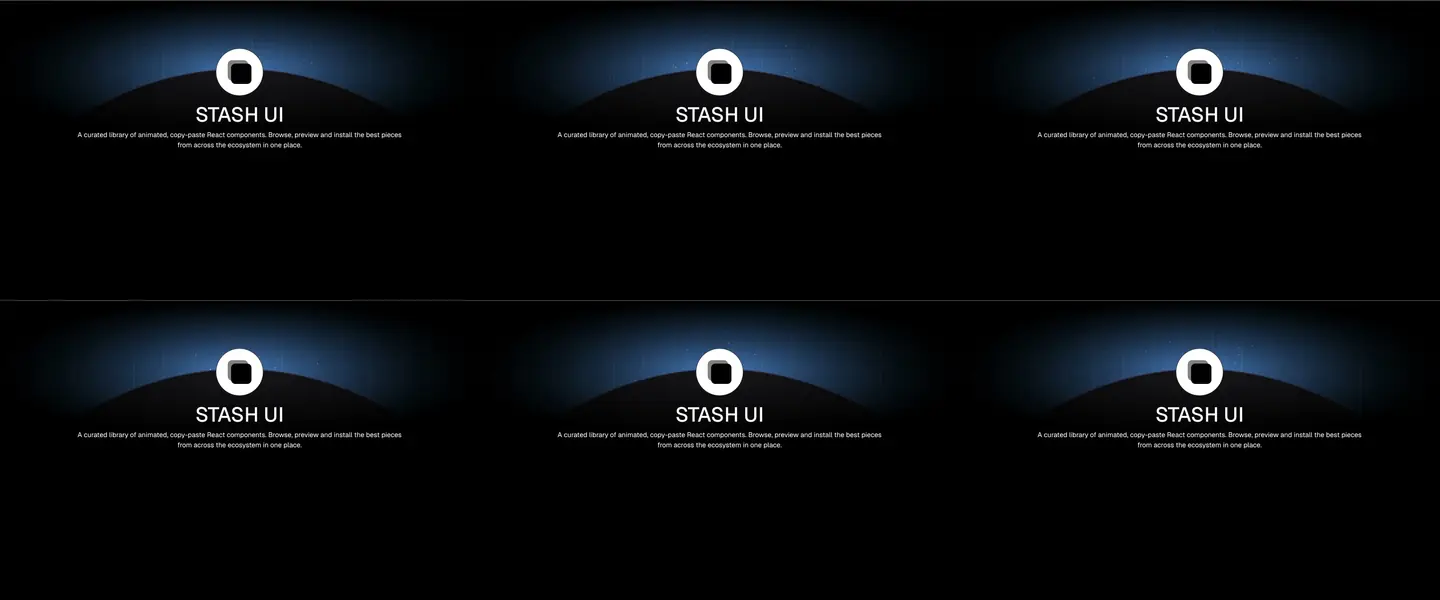 STASH UI
A curated library of animated, copy-paste React components. Browse, preview and install the best pieces
from across the ecosystem in one place.
STASH UI
A curated library of animated, copy-paste React components. Browse, preview and install the best pieces
from across the ecosystem in one place.
STASH UI
A curated library of animated, copy-paste React components. Browse, preview and install the best pieces
from across the ecosystem in one place.
STASH UI
A curated library of animated, copy-paste React components. Browse, preview and install the best pieces
from across the ecosystem in one place.
STASH UI
A curated library of animated, copy-paste React components. Browse, preview and install the best pieces
from across the ecosystem in one place.
STASH UI
A curated library of animated, copy-paste React components. Browse, preview and install the best pieces
from across the ecosystem in one place.